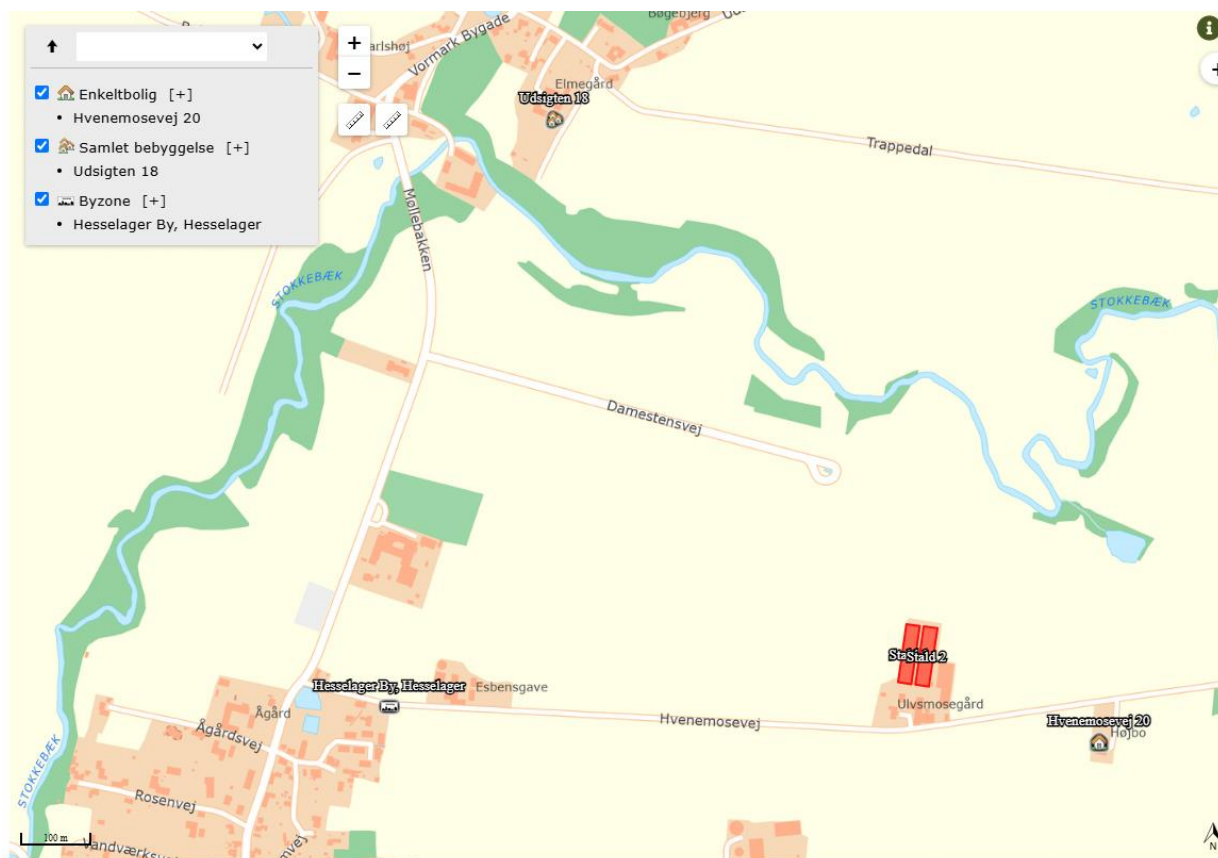 Enkeltbolig [+]
• Hvenemosevej 20
Samlet bebyggelse [+]
• Udsigten 18
Byzone [+]
• Hesselager By, Hesselager
+
−
Vormark Bygade
Bøgebjerg
Elmegård
Udsigten 18
Trappedal
Møllebakken
STOKKEBÆK
STOKKEBÆK
Damestensvej
Stald 2
Ulvsmosegård
Hesselager By, Hesselager
Esbensgave
Hvenemosevej
Hvenemosevej 20
Højbo
Ågård
Ågårdsvej
Rosenvej
STOKKEBÆK
100 m
N